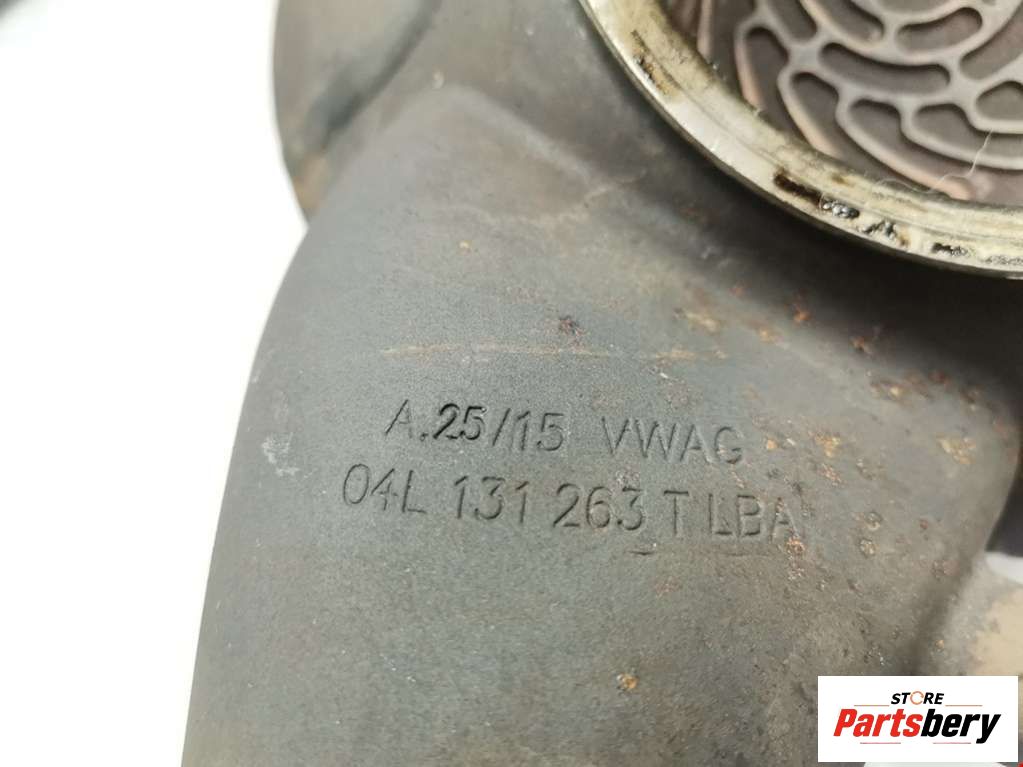 A.25/15 VWAG
04L 131 263 T LBA
STORE
Partsbery